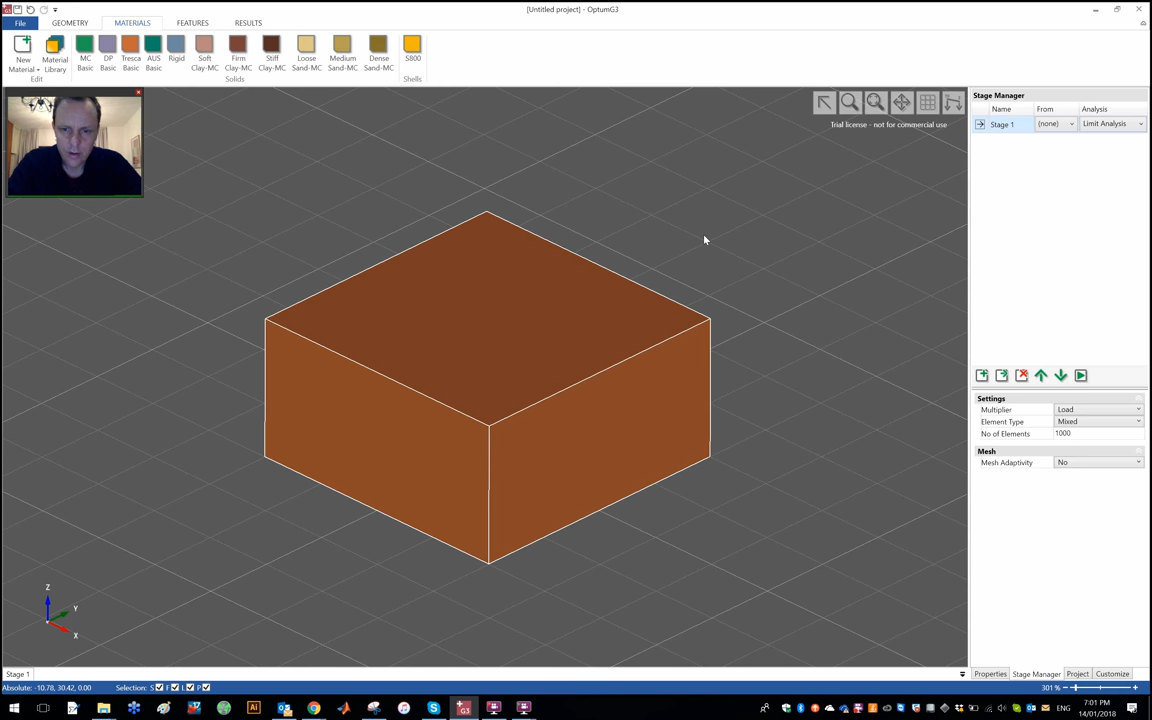 [Untitled project] - OptumG3
File GEOMETRY MATERIALS FEATURES RESULTS
New Material
Material Library
MC Basic
DP Basic
Tresca Basic
AUS Basic
Rigid
Soft Clay-MC
Firm Clay-MC
Stiff Clay-MC
Loose Sand-MC
Medium Sand-MC
Dense Sand-MC
S800
Edit Solids Shells
Trial license - not for commercial use
Stage Manager
Name From Analysis
Stage 1 (none) Limit Analysis
Settings
Multiplier Load
Element Type Mixed
No of Elements 1000
Mesh
Mesh Adaptivity No
Z
Y
X
Stage 1
Properties Stage Manager Project Customize
Absolute: -10.78, 30.42, 0.00 Selection: S F L P 301 %
G3
Ai
ENG
7:01 PM
14/01/2018